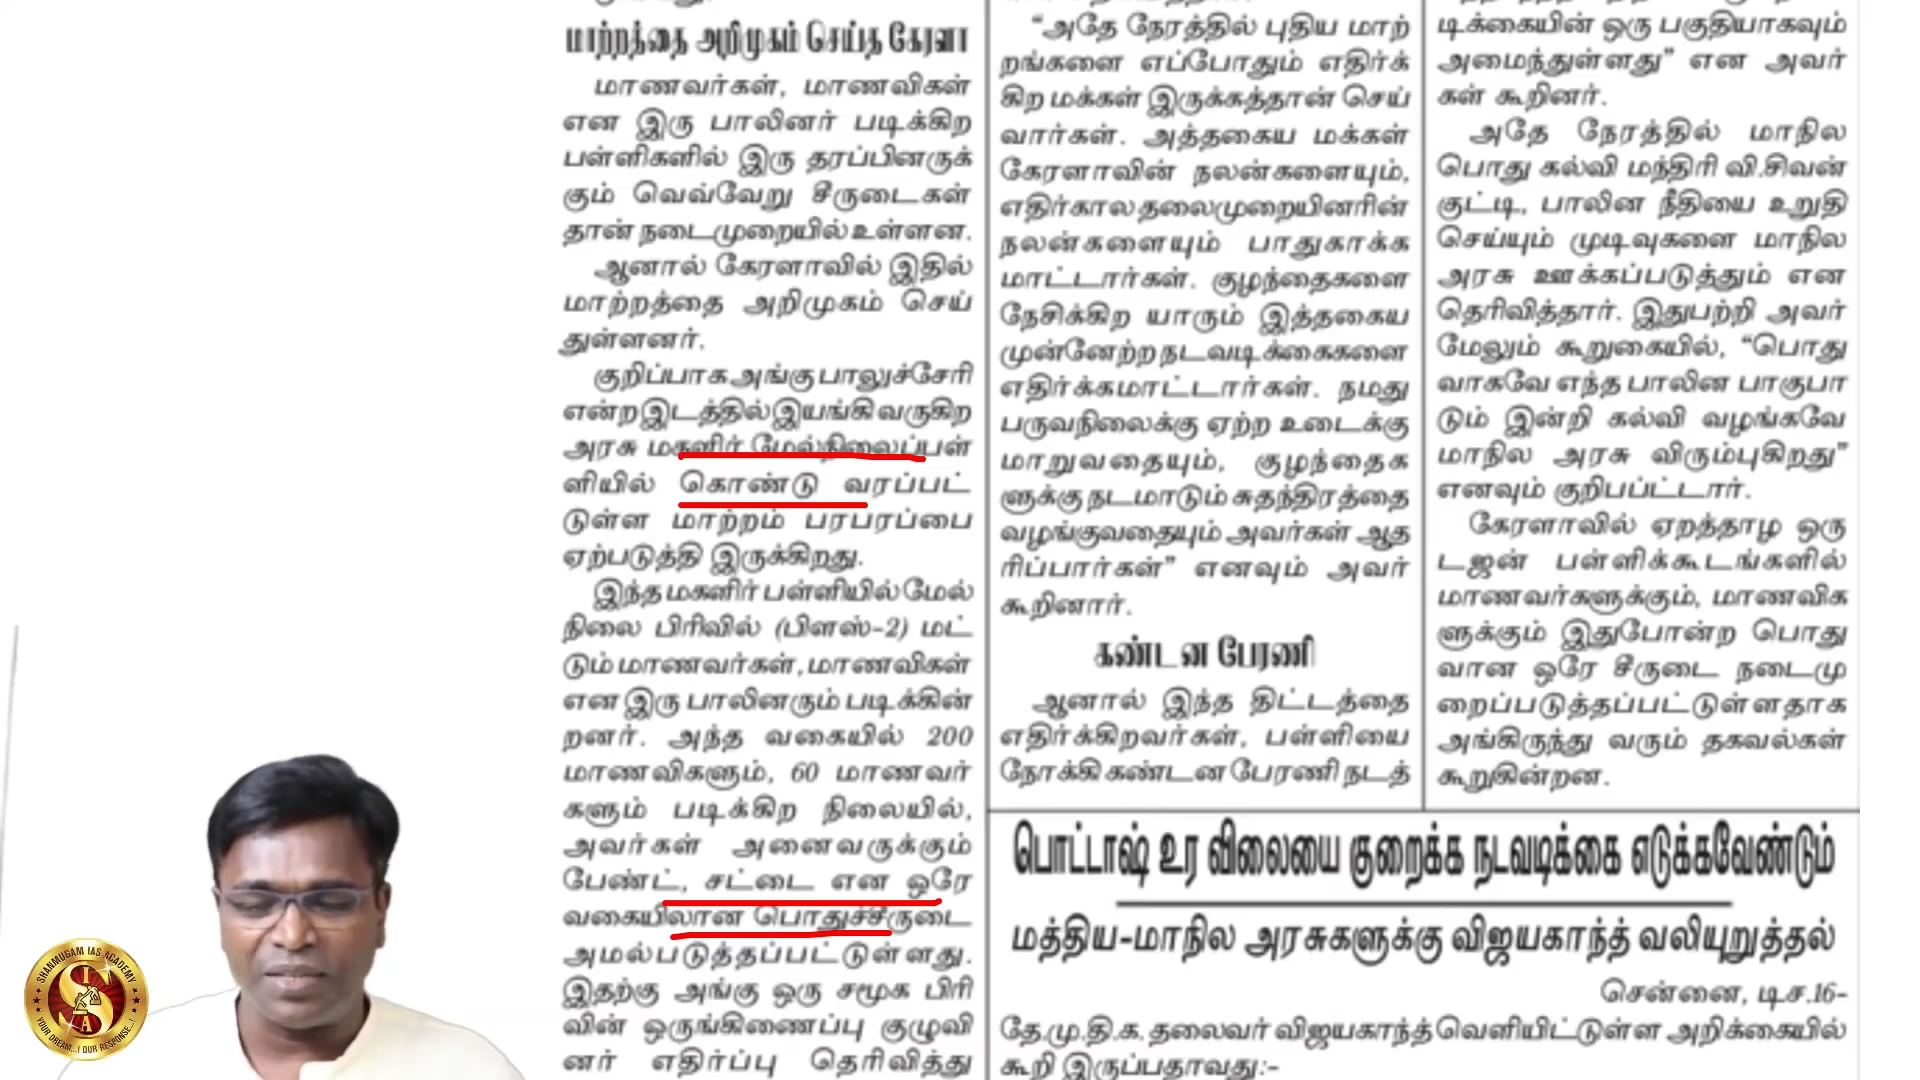 மாற்றத்தை அறிமுகம் செய்த கேரளா
மாணவர்கள், மாணவிகள்
என இரு பாலினர் படிக்கிற
பள்ளிகளில் இரு தரப்பினருக்
கும் வெவ்வேறு சீருடைகள்
தான் நடைமுறையில் உள்ளன.
ஆனால் கேரளாவில் இதில்
மாற்றத்தை அறிமுகம் செய்
துள்ளனர்.
குறிப்பாக அங்கு பாலுச்சேரி
என்ற இடத்தில் இயங்கி வருகிற
அரசு மகளிர் மேல்நிலைப்பள்
ளியில் கொண்டு வரப்பட்
டுள்ள மாற்றம் பரபரப்பை
ஏற்படுத்தி இருக்கிறது.
இந்த மகளிர் பள்ளியில் மேல்
நிலை பிரிவில் (பிளஸ்-2) மட்
டும் மாணவர்கள், மாணவிகள்
என இரு பாலினரும் படிக்கின்
றனர். அந்த வகையில் 200
மாணவிகளும், 60 மாணவர்
களும் படிக்கிற நிலையில்,
அவர்கள் அனைவருக்கும்
பேண்ட், சட்டை என ஒரே
வகையிலான பொதுச்சீருடை
அமல்படுத்தப்பட்டுள்ளது.
இதற்கு அங்கு ஒரு சமூக பிரி
வின் ஒருங்கிணைப்பு குழுவி
னர் எதிர்ப்பு தெரிவித்து
“அதே நேரத்தில் புதிய மாற்
றங்களை எப்போதும் எதிர்க்
கிற மக்கள் இருக்கத்தான் செய்
வார்கள். அத்தகைய மக்கள்
கேரளாவின் நலன்களையும்,
எதிர்கால தலைமுறையினரின்
நலன்களையும் பாதுகாக்க
மாட்டார்கள். குழந்தைகளை
நேசிக்கிற யாரும் இத்தகைய
முன்னேற்ற நடவடிக்கைகளை
எதிர்க்கமாட்டார்கள். நமது
பருவநிலைக்கு ஏற்ற உடைக்கு
மாறுவதையும், குழந்தைக
ளுக்கு நடமாடும் சுதந்திரத்தை
வழங்குவதையும் அவர்கள் ஆத
ரிப்பார்கள்” எனவும் அவர்
கூறினார்.
கண்டன பேரணி
ஆனால் இந்த திட்டத்தை
எதிர்க்கிறவர்கள், பள்ளியை
நோக்கி கண்டன பேரணி நடத்
டிக்கையின் ஒரு பகுதியாகவும்
அமைந்துள்ளது” என அவர்
கள் கூறினர்.
அதே நேரத்தில் மாநில
பொது கல்வி மந்திரி வி.சிவன்
குட்டி, பாலின நீதியை உறுதி
செய்யும் முடிவுகளை மாநில
அரசு ஊக்கப்படுத்தும் என
தெரிவித்தார். இதுபற்றி அவர்
மேலும் கூறுகையில், “பொது
வாகவே எந்த பாலின பாகுபா
டும் இன்றி கல்வி வழங்கவே
மாநில அரசு விரும்புகிறது”
எனவும் குறிபப்ட்டார்.
கேரளாவில் ஏறத்தாழ ஒரு
டஜன் பள்ளிக்கூடங்களில்
மாணவர்களுக்கும், மாணவிக
ளுக்கும் இதுபோன்ற பொது
வான ஒரே சீருடை நடைமு
றைப்படுத்தப்பட்டுள்ளதாக
அங்கிருந்து வரும் தகவல்கள்
கூறுகின்றன.
பொட்டாஷ் உர விலையை குறைக்க நடவடிக்கை எடுக்கவேண்டும்
மத்திய-மாநில அரசுகளுக்கு விஜயகாந்த் வலியுறுத்தல்
சென்னை, டிச.16-
தே.மு.தி.க. தலைவர் விஜயகாந்த் வெளியிட்டுள்ள அறிக்கையில்
கூறி இருப்பதாவது:-
SHANMUGAM IAS ACADEMY
YOUR DREAM...! OUR RESPONSE...!